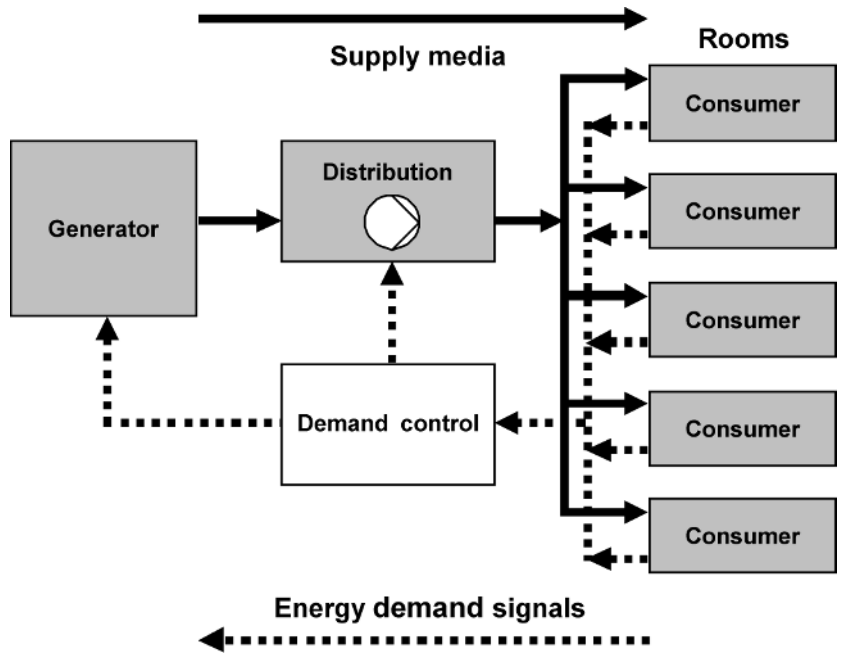 Supply media
Rooms
Consumer
Generator
Distribution
Consumer
Consumer
Demand control
Consumer
Consumer
Energy demand signals